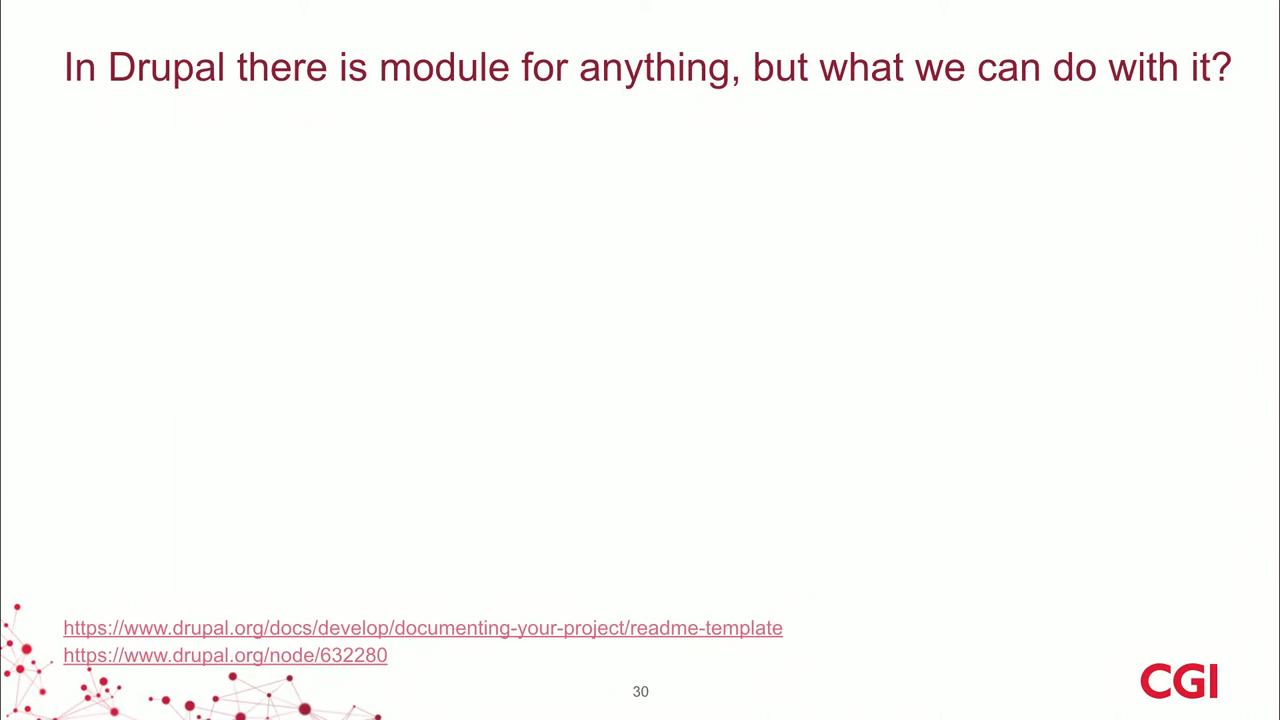 In Drupal there is module for anything, but what we can do with it?
https://www.drupal.org/docs/develop/documenting-your-project/readme-template
https://www.drupal.org/node/632280
30
CGI